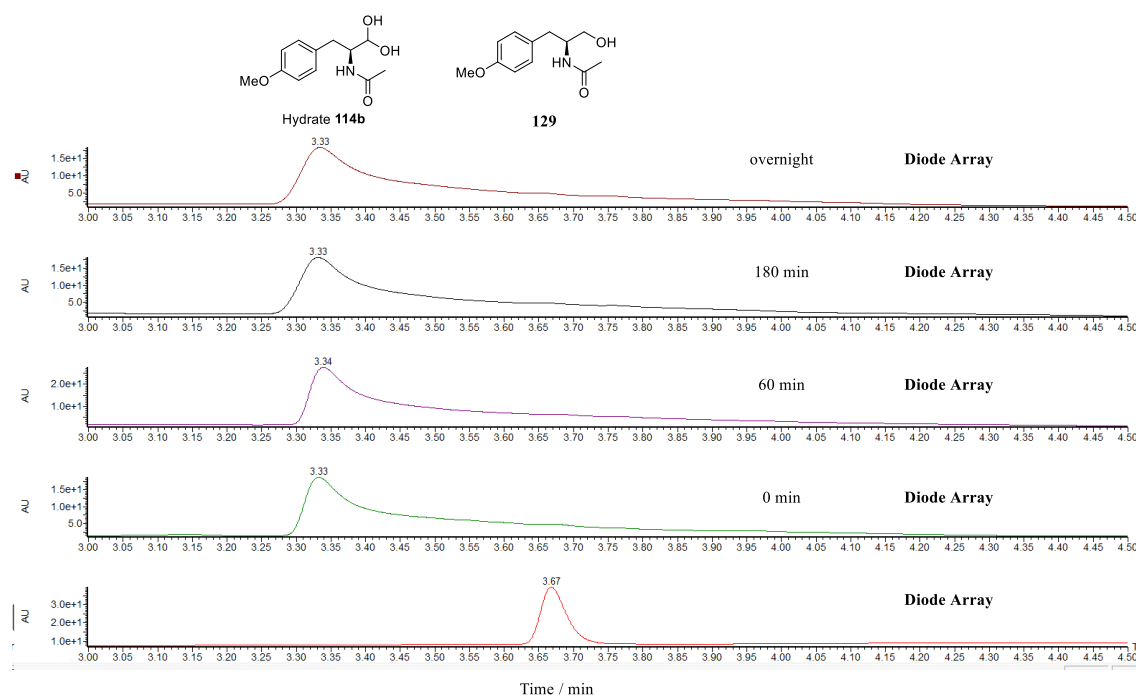 OH
OH
HN
MeO
O
Hydrate 114b
OH
HN
MeO
O
129
3.33
overnight
Diode Array
AU
1.5e+1
1.0e+1
5.0
3.00 3.05 3.10 3.15 3.20 3.25 3.30 3.35 3.40 3.45 3.50 3.55 3.60 3.65 3.70 3.75 3.80 3.85 3.90 3.95 4.00 4.05 4.10 4.15 4.20 4.25 4.30 4.35 4.40 4.45 4.50
3.33
180 min
Diode Array
AU
1.5e+1
1.0e+1
5.0
3.00 3.05 3.10 3.15 3.20 3.25 3.30 3.35 3.40 3.45 3.50 3.55 3.60 3.65 3.70 3.75 3.80 3.85 3.90 3.95 4.00 4.05 4.10 4.15 4.20 4.25 4.30 4.35 4.40 4.45 4.50
3.34
60 min
Diode Array
AU
2.0e+1
1.0e+1
3.00 3.05 3.10 3.15 3.20 3.25 3.30 3.35 3.40 3.45 3.50 3.55 3.60 3.65 3.70 3.75 3.80 3.85 3.90 3.95 4.00 4.05 4.10 4.15 4.20 4.25 4.30 4.35 4.40 4.45 4.50
3.33
0 min
Diode Array
AU
1.5e+1
1.0e+1
5.0
3.00 3.05 3.10 3.15 3.20 3.25 3.30 3.35 3.40 3.45 3.50 3.55 3.60 3.65 3.70 3.75 3.80 3.85 3.90 3.95 4.00 4.05 4.10 4.15 4.20 4.25 4.30 4.35 4.40 4.45 4.50
3.67
Diode Array
AU
3.0e+1
2.0e+1
1.0e+1
3.00 3.05 3.10 3.15 3.20 3.25 3.30 3.35 3.40 3.45 3.50 3.55 3.60 3.65 3.70 3.75 3.80 3.85 3.90 3.95 4.00 4.05 4.10 4.15 4.20 4.25 4.30 4.35 4.40 4.45 4.50
Time / min